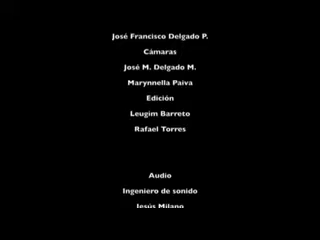 José Francisco Delgado P.
Cámaras
José M. Delgado M.
Marynnella Paiva
Edición
Leugim Barreto
Rafael Torres
Audio
Ingeniero de sonido
Jesús Milano